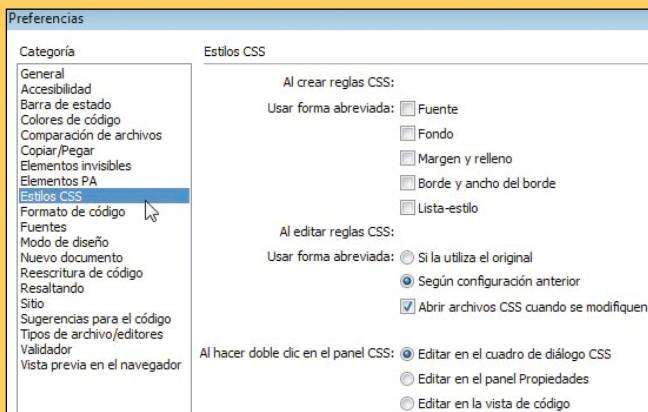 Preferencias
Categoría
General
Accesibilidad
Barra de estado
Colores de código
Comparación de archivos
Copiar/Pegar
Elementos invisibles
Elementos PA
Estilos CSS
Formato de código
Fuentes
Modo de diseño
Nuevo documento
Reescritura de código
Resaltando
Sitio
Sugerencias para el código
Tipos de archivo/editores
Validador
Vista previa en el navegador
Estilos CSS
Al crear reglas CSS:
Usar forma abreviada: Fuente
Fondo
Margen y relleno
Borde y ancho del borde
Lista-estilo
Al editar reglas CSS:
Usar forma abreviada: Si la utiliza el original
Según configuración anterior
Abrir archivos CSS cuando se modifiquen
Al hacer doble clic en el panel CSS: Editar en el cuadro de diálogo CSS
Editar en el panel Propiedades
Editar en la vista de código